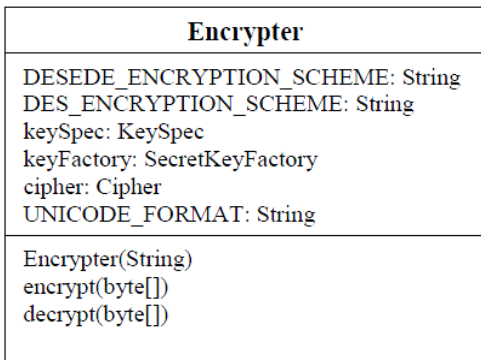 Encrypter
DESEDE_ENCRYPTION_SCHEME: String
DES_ENCRYPTION_SCHEME: String
keySpec: KeySpec
keyFactory: SecretKeyFactory
cipher: Cipher
UNICODE_FORMAT: String
Encrypter(String)
encrypt(byte[])
decrypt(byte[])